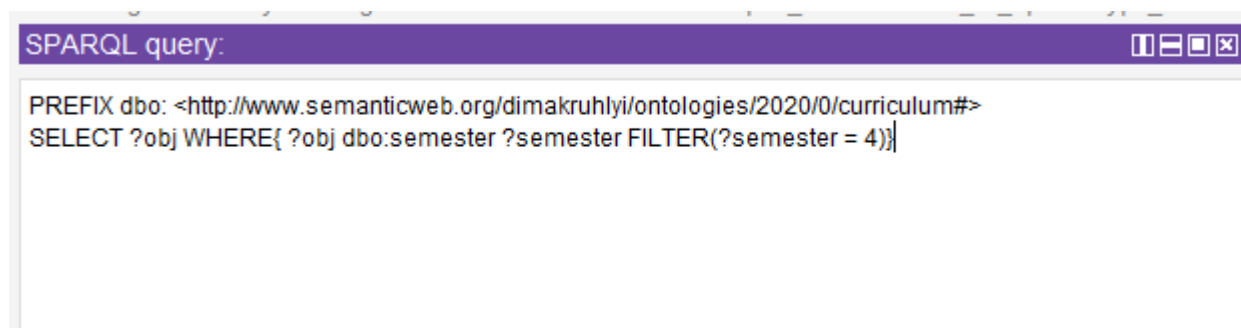 SPARQL query:
PREFIX dbo: <http://www.semanticweb.org/dimakruhlyi/ontologies/2020/0/curriculum#>
SELECT ?obj WHERE{ ?obj dbo:semester ?semester FILTER(?semester = 4)}